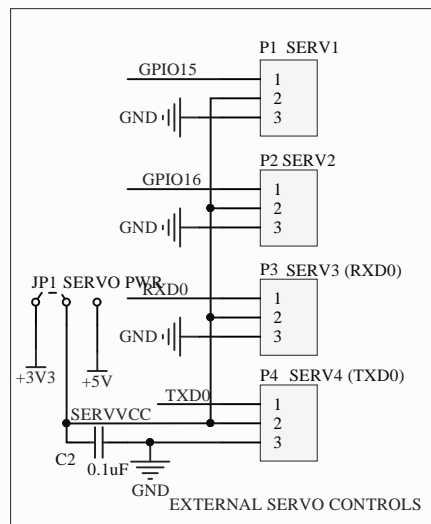 P1 SERV1
GPIO15
1
2
GND
3
P2 SERV2
GPIO16
1
2
GND
3
P3 SERV3 (RXD0)
JP1 SERVO PWR
RXD0
1
2
GND
3
+3V3
+5V
P4 SERV4 (TXD0)
TXD0
1
SERVVCC
2
3
C2
0.1uF
GND
EXTERNAL SERVO CONTROLS